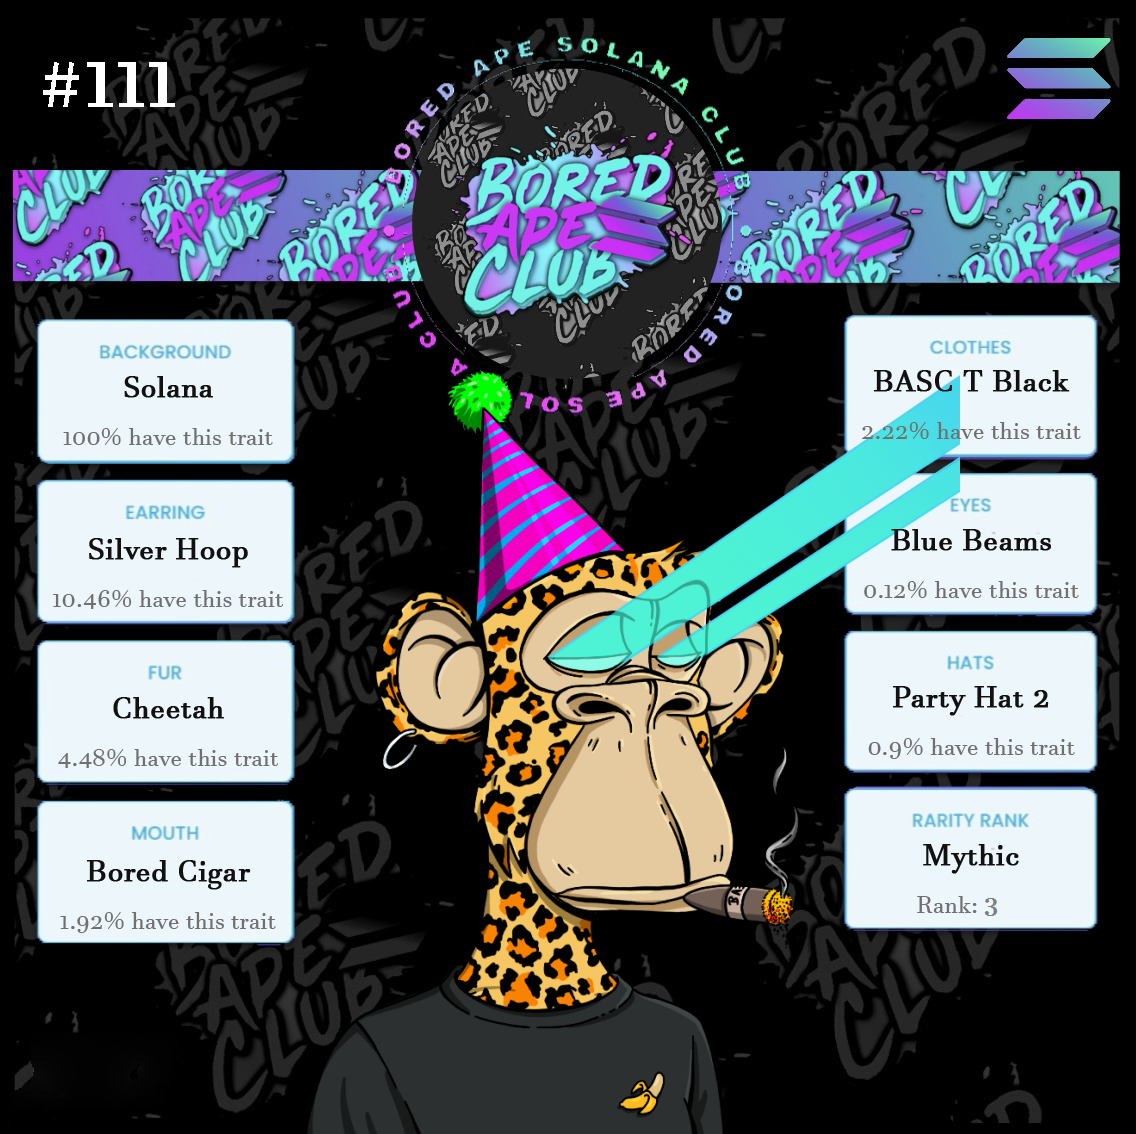 #111
BORED APE SOLANA CLUB
BORED
APE
CLUB
BACKGROUND
Solana
100% have this trait
EARRING
Silver Hoop
10.46% have this trait
FUR
Cheetah
4.48% have this trait
MOUTH
Bored Cigar
1.92% have this trait
CLOTHES
BASC T Black
2.22% have this trait
EYES
Blue Beams
0.12% have this trait
HATS
Party Hat 2
0.9% have this trait
RARITY RANK
Mythic
Rank: 3